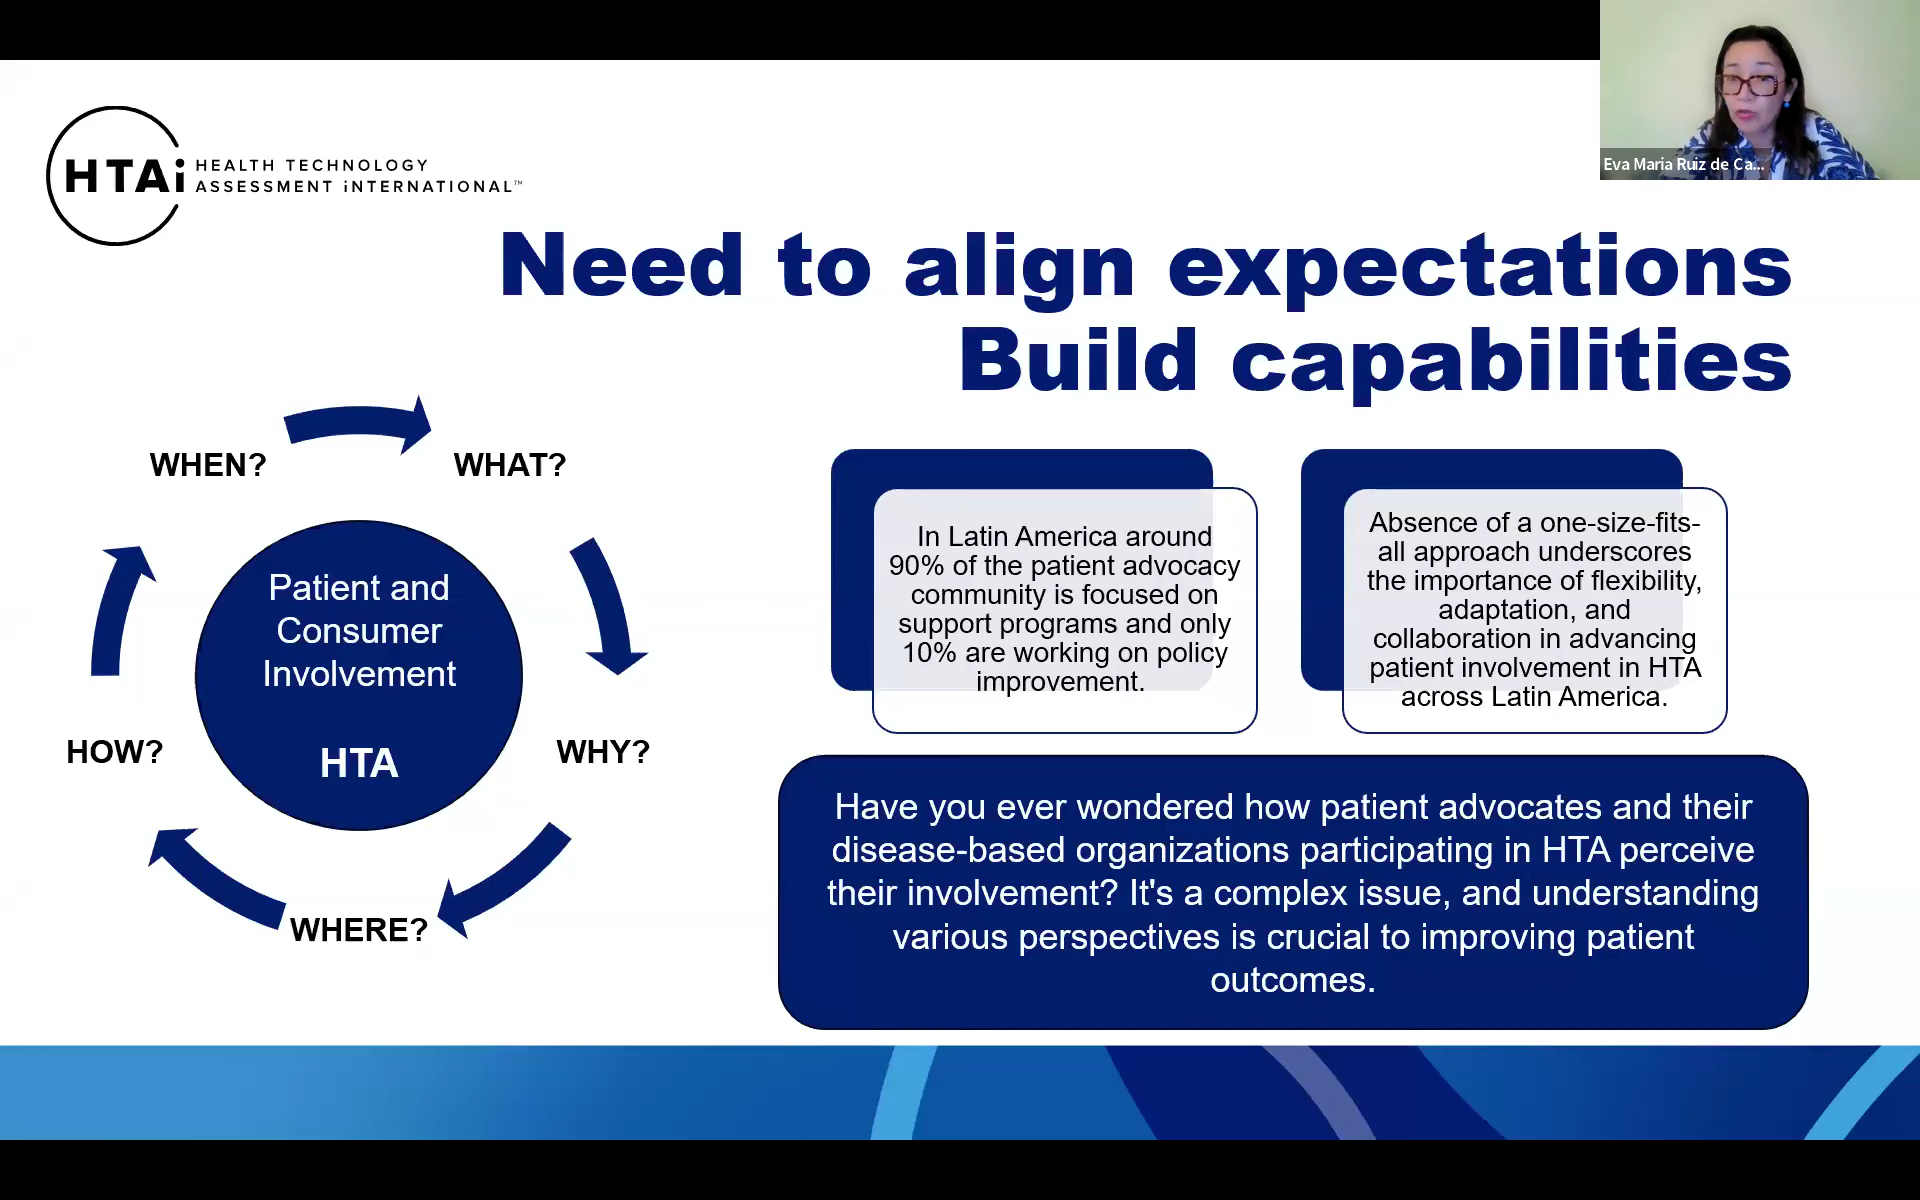 HTAi
HEALTH TECHNOLOGY
ASSESSMENT iNTERNATIONAL™
Eva Maria Ruiz de Ca...
Need to align expectations
Build capabilities
WHEN?
WHAT?
WHY?
WHERE?
HOW?
Patient and
Consumer
Involvement
HTA
In Latin America around
90% of the patient advocacy
community is focused on
support programs and only
10% are working on policy
improvement.
Absence of a one-size-fits-
all approach underscores
the importance of flexibility,
adaptation, and
collaboration in advancing
patient involvement in HTA
across Latin America.
Have you ever wondered how patient advocates and their
disease-based organizations participating in HTA perceive
their involvement? It's a complex issue, and understanding
various perspectives is crucial to improving patient
outcomes.